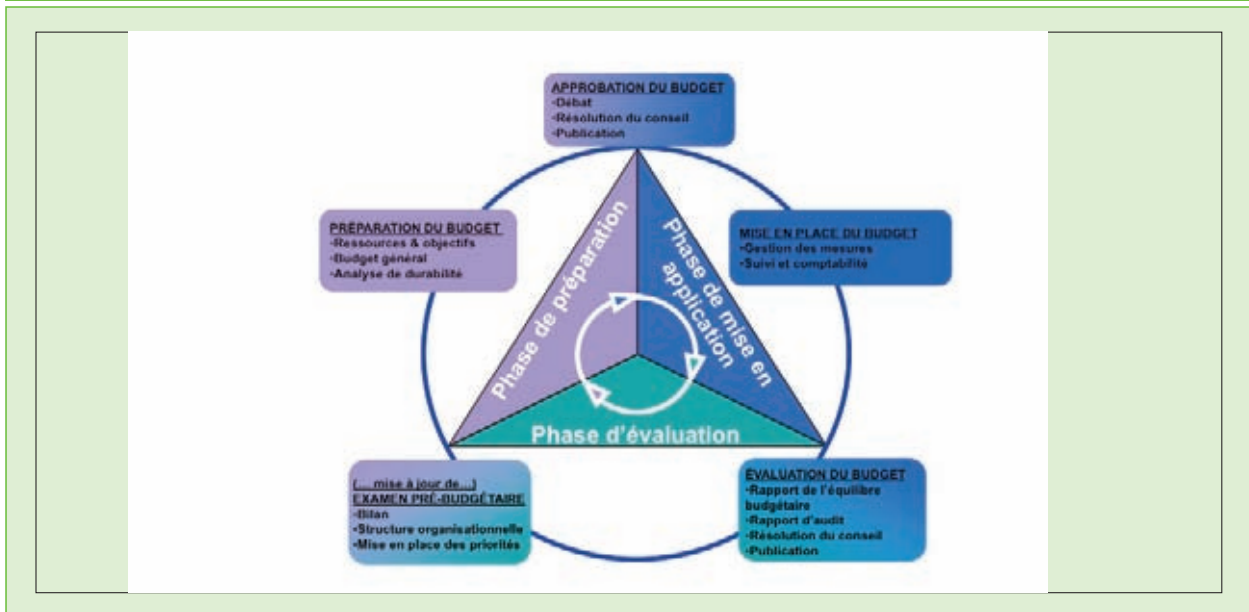 APPROBATION DU BUDGET
•Débat
•Résolution du conseil
•Publication
PRÉPARATION DU BUDGET
•Ressources & objectifs
•Budget général
•Analyse de durabilité
MISE EN PLACE DU BUDGET
•Gestion des mesures
•Suivi et comptabilité
Phase de préparation
Phase de mise en
application
Phase d'évaluation
(... mise à jour de...)
EXAMEN PRÉ-BUDGÉTAIRE
•Bilan
•Structure organisationnelle
•Mise en place des priorités
ÉVALUATION DU BUDGET
•Rapport de l'équilibre
budgétaire
•Rapport d'audit
•Résolution du conseil
•Publication